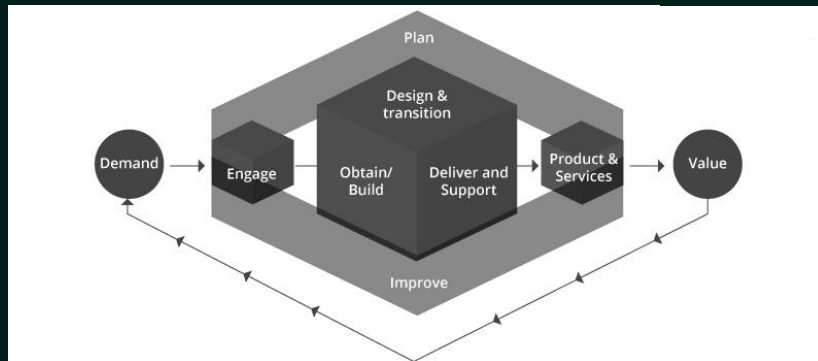 Plan
Design &
transition
Demand
Engage
Obtain/
Build
Deliver and
Support
Product &
Services
Value
Improve